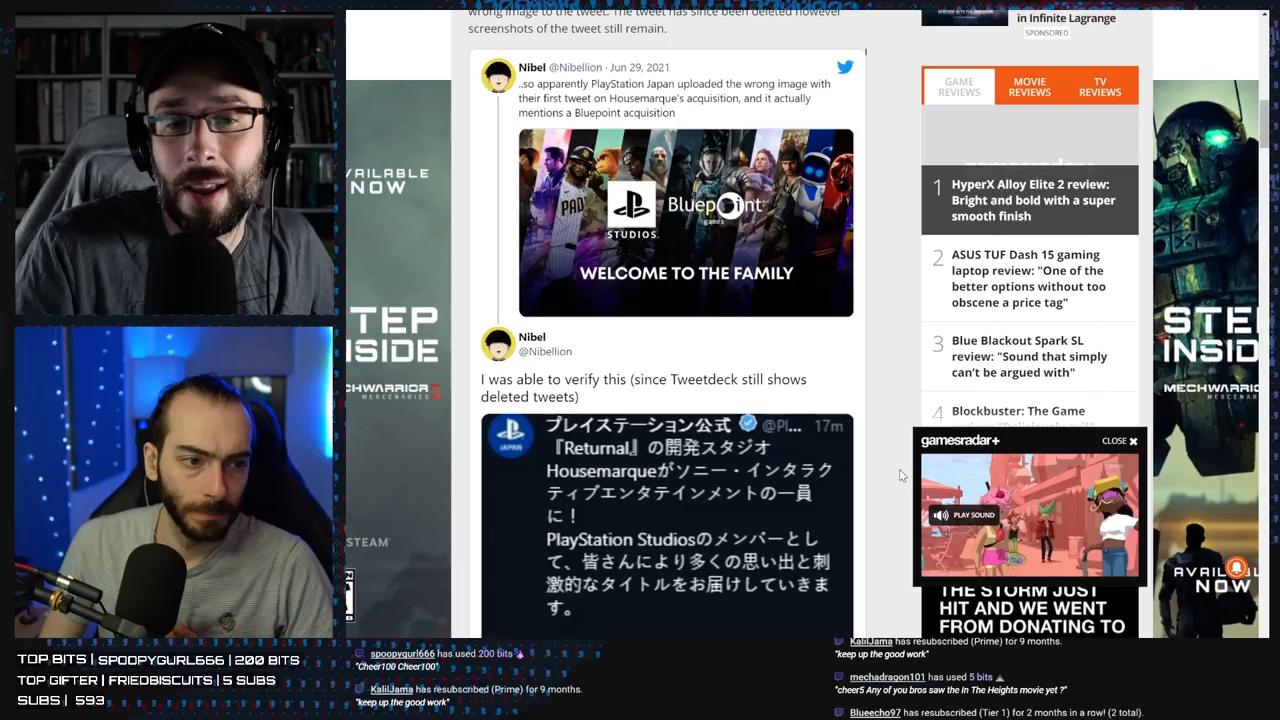 wrong image to the tweet. The tweet has since been deleted however
screenshots of the tweet still remain.
Nibel @Nibellion · Jun 29, 2021
..so apparently PlayStation Japan uploaded the wrong image with
their first tweet on Housemarque's acquisition, and it actually
mentions a Bluepoint acquisition
PAD
STUDIOS
Bluepoint
games
WELCOME TO THE FAMILY
Nibel
@Nibellion
I was able to verify this (since Tweetdeck still shows
deleted tweets)
JAPAN
プレイステーション公式 @Pl... 17m
『Returnal』の開発スタジオ
Housemarqueがソニー・インタラク
ティブエンタテインメントの一員
に！
PlayStation Studiosのメンバーとし
て、皆さんにより多くの思い出と刺
激的なタイトルをお届けしていきま
す。
in Infinite Lagrange
SPONSORED
GAME
REVIEWS
MOVIE
REVIEWS
TV
REVIEWS
1 HyperX Alloy Elite 2 review:
Bright and bold with a super
smooth finish
2 ASUS TUF Dash 15 gaming
laptop review: "One of the
better options without too
obscene a price tag"
3 Blue Blackout Spark SL
review: "Sound that simply
can't be argued with"
4 Blockbuster: The Game
gamesradar+ CLOSE ✖
PLAY SOUND
THE STORM JUST
HIT AND WE WENT
FROM DONATING TO
VAILABLE
NOW
TEP
ISIDE
CHWARRIOR 5
MERCENARIES
STEAM
STE
INSID
MECHWARRIOR
MERCENARI
AVAILABL
NOW
TOP BITS | SPOOPYGURL666 | 200 BITS
TOP GIFTER | FRIEDBISCUITS | 5 SUBS
SUBS | 593
spoopygurl666 has used 200 bits
"Cheer100 Cheer100"
KalilJama has resubscribed (Prime) for 9 months.
"keep up the good work"
KalilJama has resubscribed (Prime) for 9 months.
"keep up the good work"
mechadragon101 has used 5 bits
"cheer5 Any of you bros saw the In The Heights movie yet ?"
Blueecho97 has resubscribed (Tier 1) for 2 months in a row! (2 total).